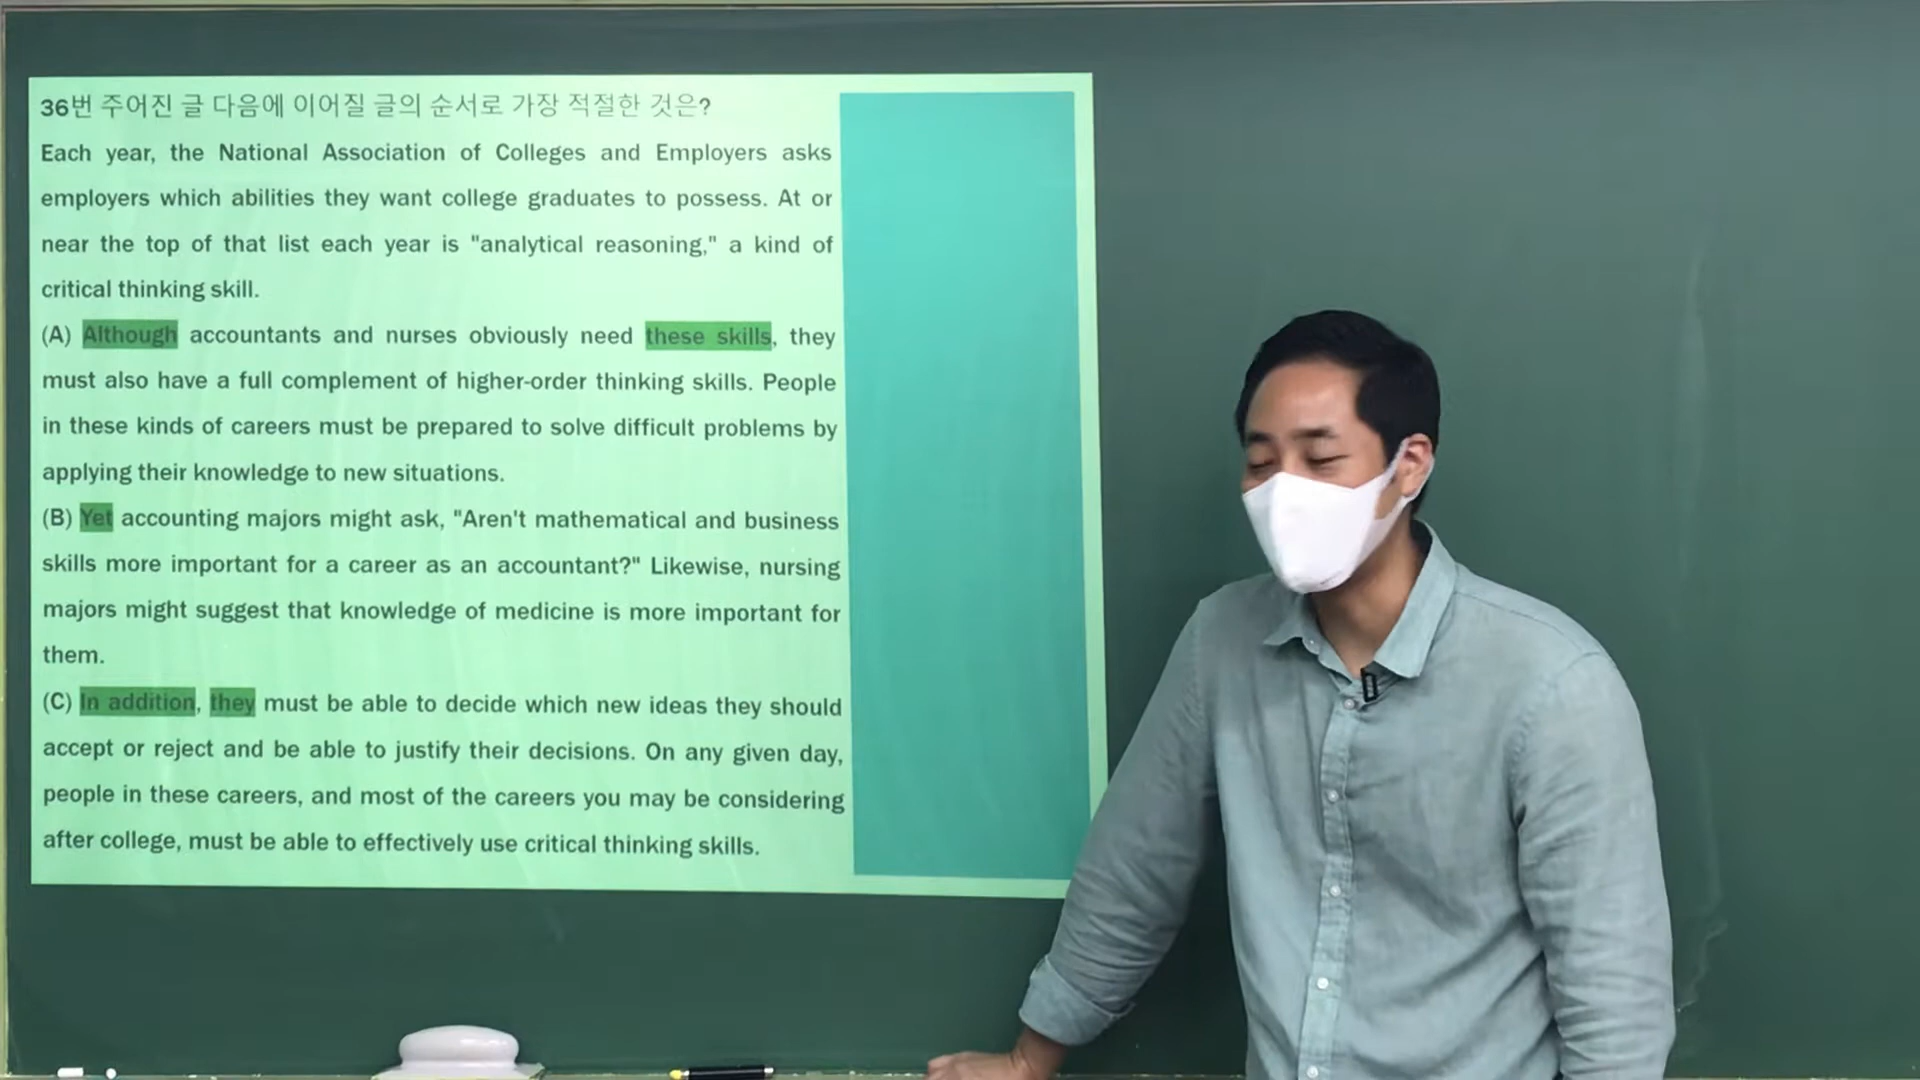 36번 주어진 글 다음에 이어질 글의 순서로 가장 적절한 것은?
Each year, the National Association of Colleges and Employers asks
employers which abilities they want college graduates to possess. At or
near the top of that list each year is "analytical reasoning," a kind of
critical thinking skill.
(A) Although accountants and nurses obviously need these skills, they
must also have a full complement of higher-order thinking skills. People
in these kinds of careers must be prepared to solve difficult problems by
applying their knowledge to new situations.
(B) Yet accounting majors might ask, "Aren't mathematical and business
skills more important for a career as an accountant?" Likewise, nursing
majors might suggest that knowledge of medicine is more important for
them.
(C) In addition, they must be able to decide which new ideas they should
accept or reject and be able to justify their decisions. On any given day,
people in these careers, and most of the careers you may be considering
after college, must be able to effectively use critical thinking skills.